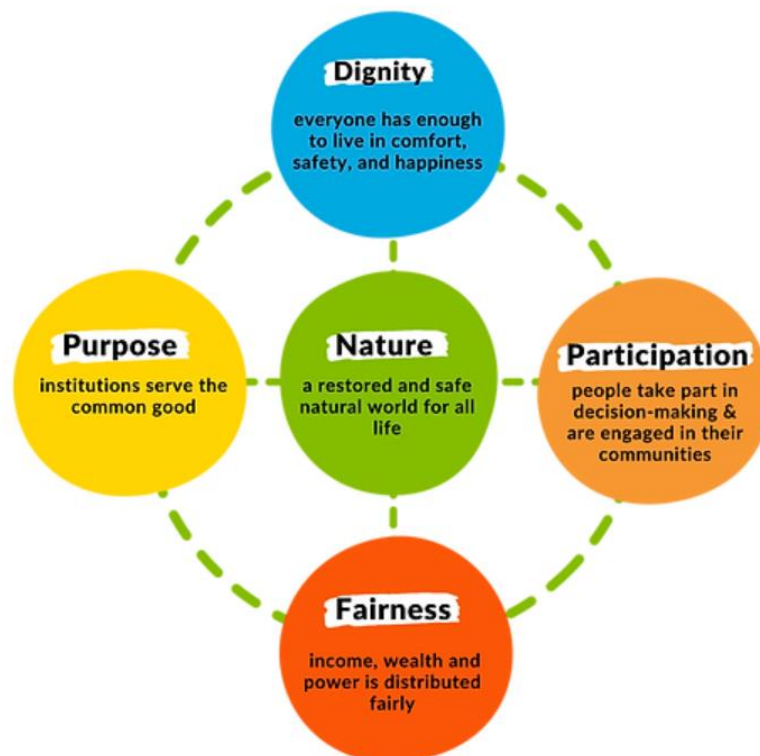 Dignity
everyone has enough
to live in comfort,
safety, and happiness
Purpose
institutions serve the
common good
Nature
a restored and safe
natural world for all
life
Participation
people take part in
decision-making &
are engaged in their
communities
Fairness
income, wealth and
power is distributed
fairly